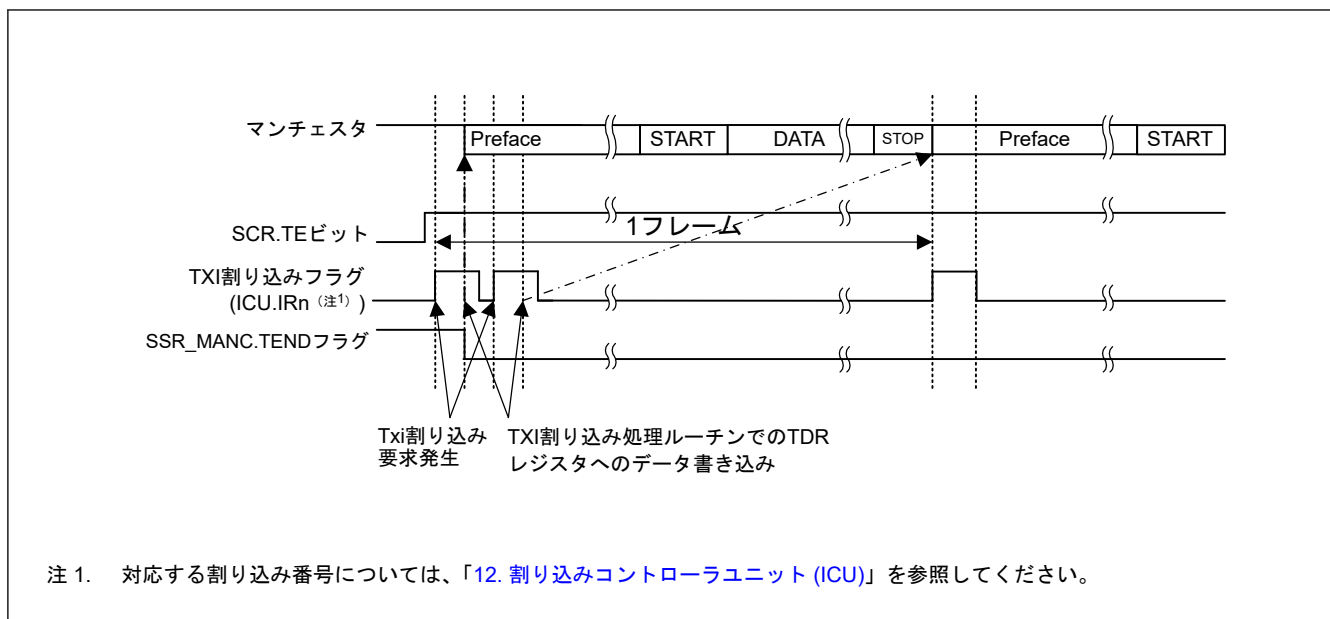 マンチェスタ
Preface
START
DATA
STOP
Preface
START
SCR.TEビット
1フレーム
TXI割り込みフラグ
(ICU.IRn（注1）)
SSR_MANC.TENDフラグ
Txi割り込み
要求発生
TXI割り込み処理ルーチンでのTDR
レジスタへのデータ書き込み
注 1. 対応する割り込み番号については、「12. 割り込みコントローラユニット (ICU)」を参照してください。